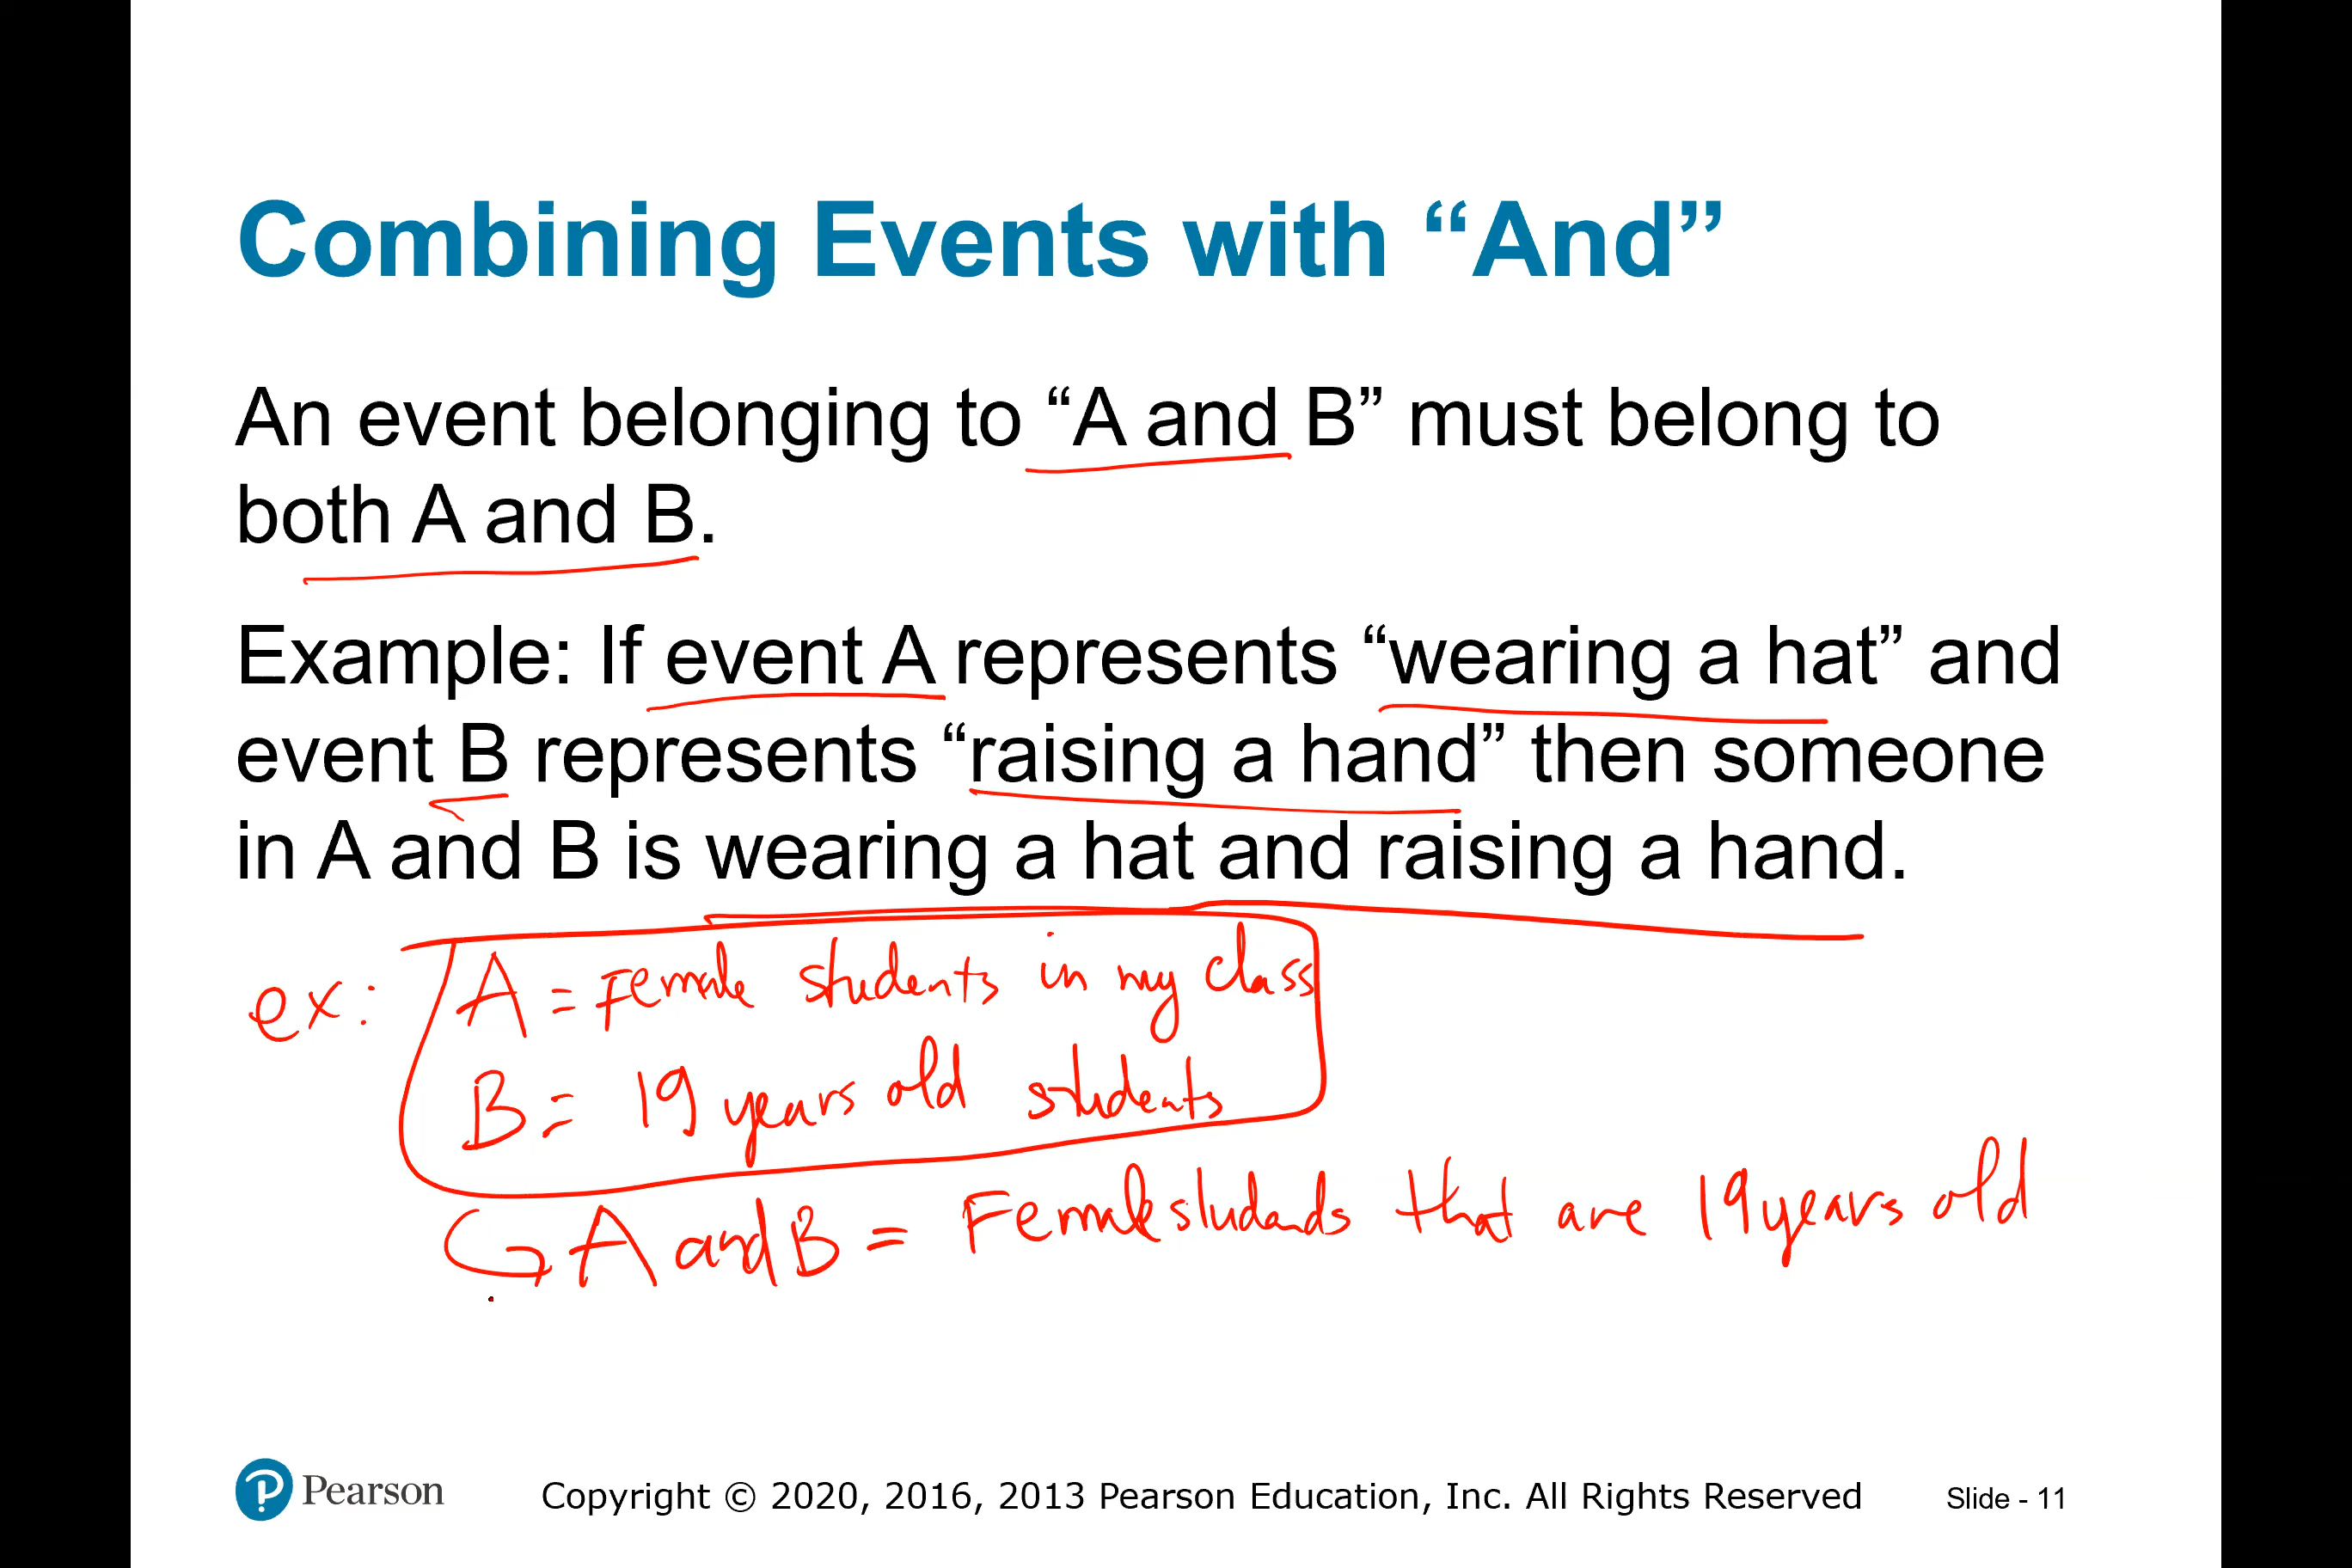 Combining Events with “And”
An event belonging to “A and B” must belong to
both A and B.
Example: If event A represents “wearing a hat” and
event B represents “raising a hand” then someone
in A and B is wearing a hat and raising a hand.
ex: A = Female students in my class
B = 19 years old students
A and B = Female students that are 19 years old
Pearson Copyright © 2020, 2016, 2013 Pearson Education, Inc. All Rights Reserved Slide - 11